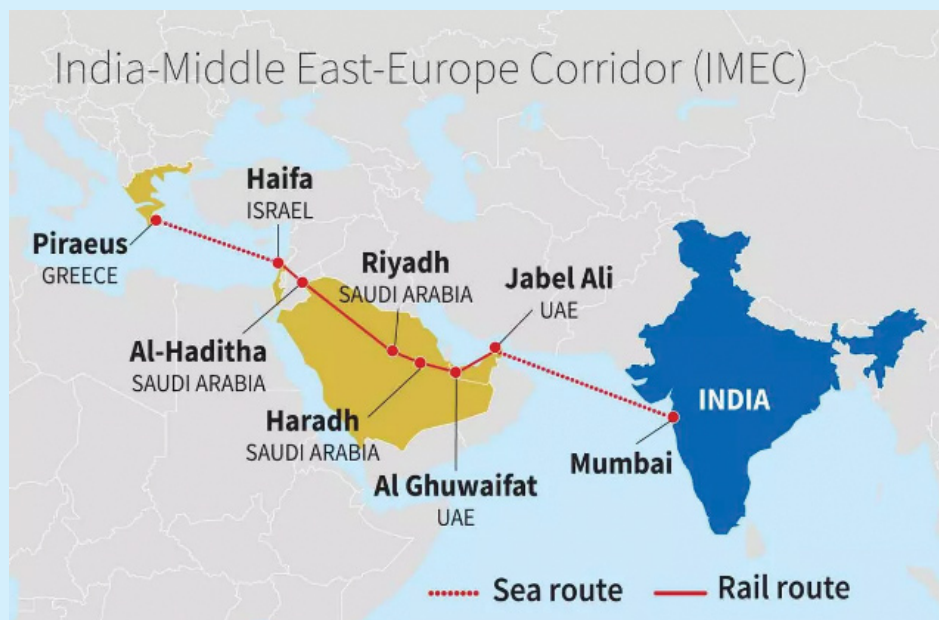 India-Middle East-Europe Corridor (IMEC)
Haifa
ISRAEL
Piraeus
GREECE
Riyadh
SAUDI ARABIA
Jabel Ali
UAE
Al-Haditha
SAUDI ARABIA
Haradh
SAUDI ARABIA
Al Ghuwaifat
UAE
INDIA
Mumbai
Sea route
Rail route